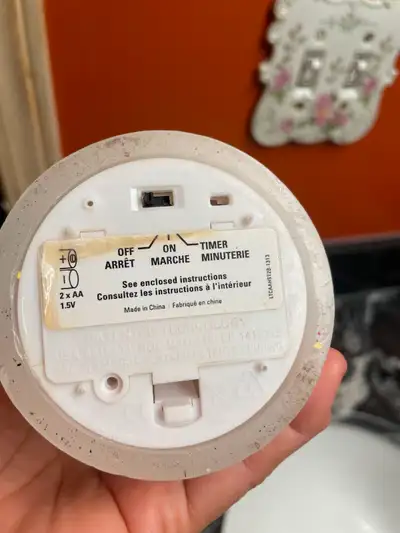 OFF ON TIMER
ARRÊT MARCHE MINUTERIE
+
-
2 x AA
1.5V
See enclosed instructions
Consultez les instructions à l'intérieur
Made in China | Fabriqué en chine